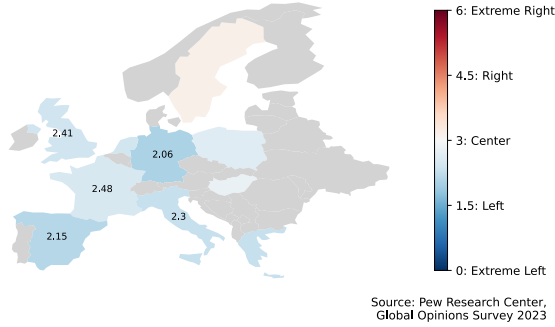 6: Extreme Right
4.5: Right
3: Center
1.5: Left
0: Extreme Left
2.41
2.06
2.48
2.3
2.15
Source: Pew Research Center,
Global Opinions Survey 2023